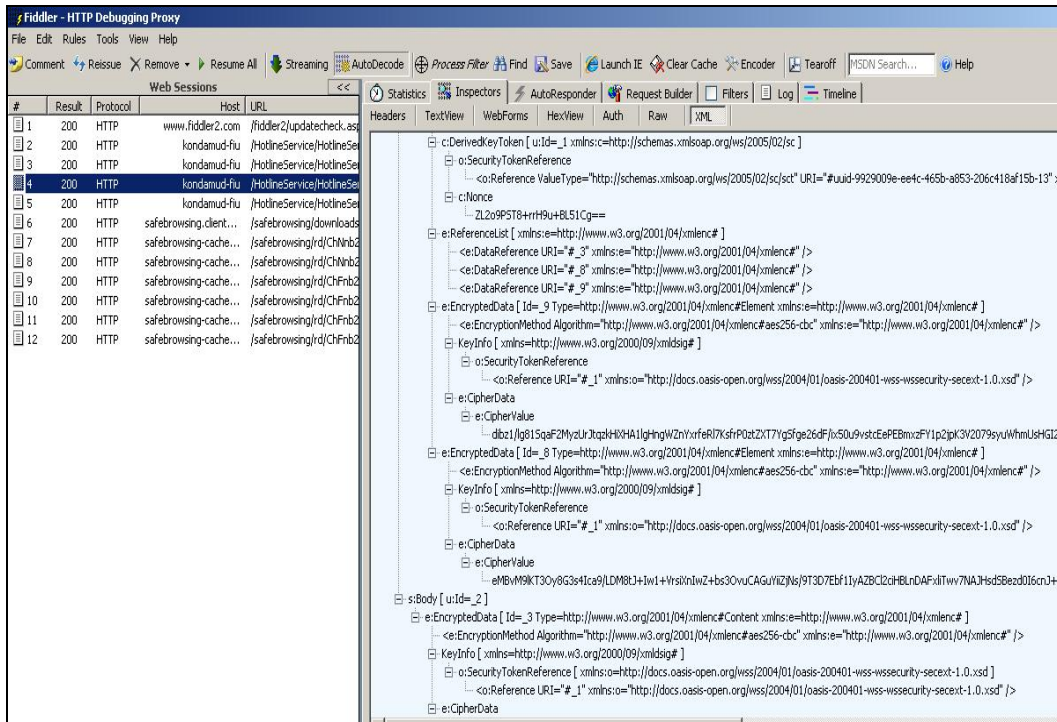 Fiddler - HTTP Debugging Proxy
File Edit Rules Tools View Help
Comment Reissue Remove Resume All Streaming AutoDecode Process Filter Find Save Launch IE Clear Cache Encoder Tearoff MSDN Search... Help
Web Sessions <<
# Result Protocol Host URL
1 200 HTTP www.fiddler2.com /fiddler2/updatecheck.asp
2 200 HTTP kondamud-fiu /HotlineService/HotlineSer
3 200 HTTP kondamud-fiu /HotlineService/HotlineSer
4 200 HTTP kondamud-fiu /HotlineService/HotlineSer
5 200 HTTP kondamud-fiu /HotlineService/HotlineSer
6 200 HTTP safebrowsing.client... /safebrowsing/downloads
7 200 HTTP safebrowsing-cache... /safebrowsing/rd/ChNnb2
8 200 HTTP safebrowsing-cache... /safebrowsing/rd/ChNnb2
9 200 HTTP safebrowsing-cache... /safebrowsing/rd/ChFnb2
10 200 HTTP safebrowsing-cache... /safebrowsing/rd/ChFnb2
11 200 HTTP safebrowsing-cache... /safebrowsing/rd/ChFnb2
12 200 HTTP safebrowsing-cache... /safebrowsing/rd/ChFnb2
Statistics Inspectors AutoResponder Request Builder Filters Log Timeline
Headers TextView WebForms HexView Auth Raw XML
c:DerivedKeyToken [ u:Id=_1 xmlns:c=http://schemas.xmlsoap.org/ws/2005/02/sc ]
o:SecurityTokenReference
<o:Reference ValueType="http://schemas.xmlsoap.org/ws/2005/02/sc/sct" URI="#uuid-9929009e-ee4c-465b-a853-206c418af15b-13"
c:Nonce
ZL2o9PST8+rrH9u+BL51Cg==
e:ReferenceList [ xmlns:e=http://www.w3.org/2001/04/xmlenc# ]
<e:DataReference URI="#_3" xmlns:e="http://www.w3.org/2001/04/xmlenc#" />
<e:DataReference URI="#_8" xmlns:e="http://www.w3.org/2001/04/xmlenc#" />
<e:DataReference URI="#_9" xmlns:e="http://www.w3.org/2001/04/xmlenc#" />
e:EncryptedData [ Id=_9 Type=http://www.w3.org/2001/04/xmlenc#Element xmlns:e=http://www.w3.org/2001/04/xmlenc# ]
<e:EncryptionMethod Algorithm="http://www.w3.org/2001/04/xmlenc#aes256-cbc" xmlns:e="http://www.w3.org/2001/04/xmlenc#" />
KeyInfo [ xmlns=http://www.w3.org/2000/09/xmldsig# ]
o:SecurityTokenReference
<o:Reference URI="#_1" xmlns:o="http://docs.oasis-open.org/wss/2004/01/oasis-200401-wss-wssecurity-secext-1.0.xsd" />
e:CipherData
e:CipherValue
e:EncryptedData [ Id=_8 Type=http://www.w3.org/2001/04/xmlenc#Element xmlns:e=http://www.w3.org/2001/04/xmlenc# ]
<e:EncryptionMethod Algorithm="http://www.w3.org/2001/04/xmlenc#aes256-cbc" xmlns:e="http://www.w3.org/2001/04/xmlenc#" />
KeyInfo [ xmlns=http://www.w3.org/2000/09/xmldsig# ]
o:SecurityTokenReference
<o:Reference URI="#_1" xmlns:o="http://docs.oasis-open.org/wss/2004/01/oasis-200401-wss-wssecurity-secext-1.0.xsd" />
e:CipherData
e:CipherValue
s:Body [ u:Id=_2 ]
e:EncryptedData [ Id=_3 Type=http://www.w3.org/2001/04/xmlenc#Content xmlns:e=http://www.w3.org/2001/04/xmlenc# ]
<e:EncryptionMethod Algorithm="http://www.w3.org/2001/04/xmlenc#aes256-cbc" xmlns:e="http://www.w3.org/2001/04/xmlenc#" />
KeyInfo [ xmlns=http://www.w3.org/2000/09/xmldsig# ]
o:SecurityTokenReference [ xmlns:o=http://docs.oasis-open.org/wss/2004/01/oasis-200401-wss-wssecurity-secext-1.0.xsd ]
<o:Reference URI="#_1" xmlns:o="http://docs.oasis-open.org/wss/2004/01/oasis-200401-wss-wssecurity-secext-1.0.xsd" />
e:CipherData